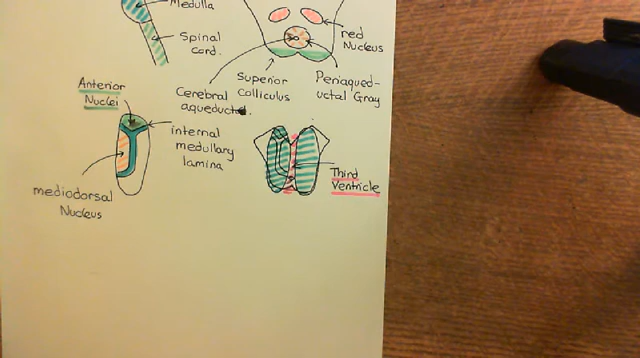 Medulla
Spinal
cord.
red
Nucleus
Superior
Colliculus
Periaqued-
uctal Gray
Cerebral
aqueduct.
Anterior
Nuclei
internal
medullary
lamina
mediodorsal
Nucleus
Third
Ventricle